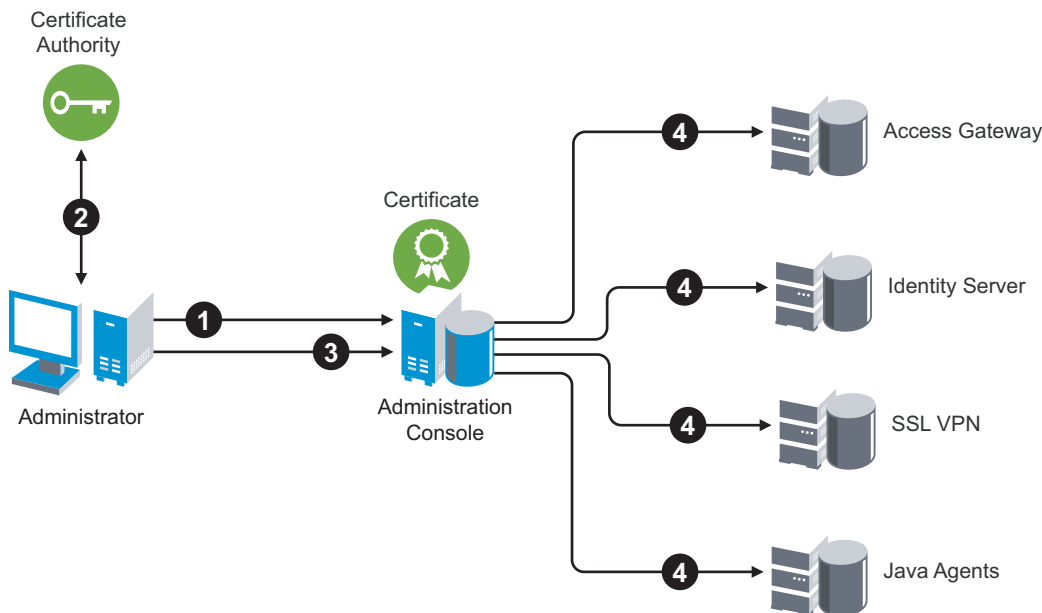 Certificate
Authority
2
Certificate
1
3
Administrator
Administration
Console
4
Access Gateway
4
Identity Server
4
SSL VPN
4
Java Agents